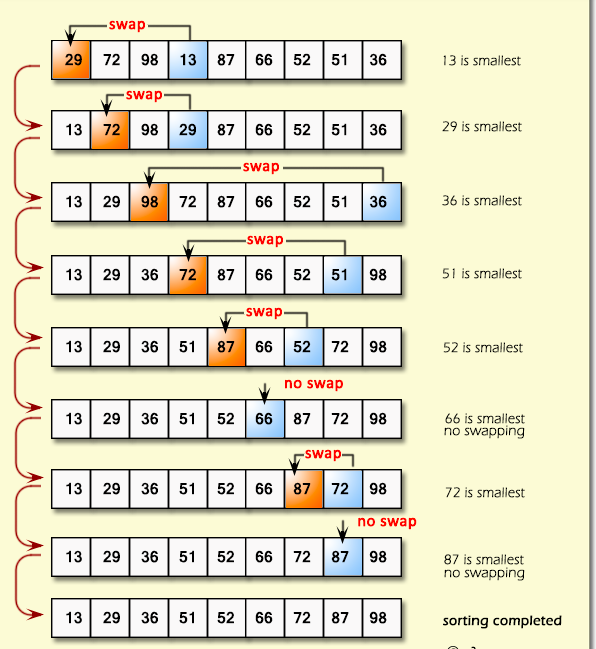 swap
29 72 98 13 87 66 52 51 36
13 is smallest
swap
13 72 98 29 87 66 52 51 36
29 is smallest
swap
13 29 98 72 87 66 52 51 36
36 is smallest
swap
13 29 36 72 87 66 52 51 98
51 is smallest
swap
13 29 36 51 87 66 52 72 98
52 is smallest
no swap
13 29 36 51 52 66 87 72 98
66 is smallest
no swapping
swap
13 29 36 51 52 66 87 72 98
72 is smallest
no swap
13 29 36 51 52 66 72 87 98
87 is smallest
no swapping
13 29 36 51 52 66 72 87 98
sorting completed